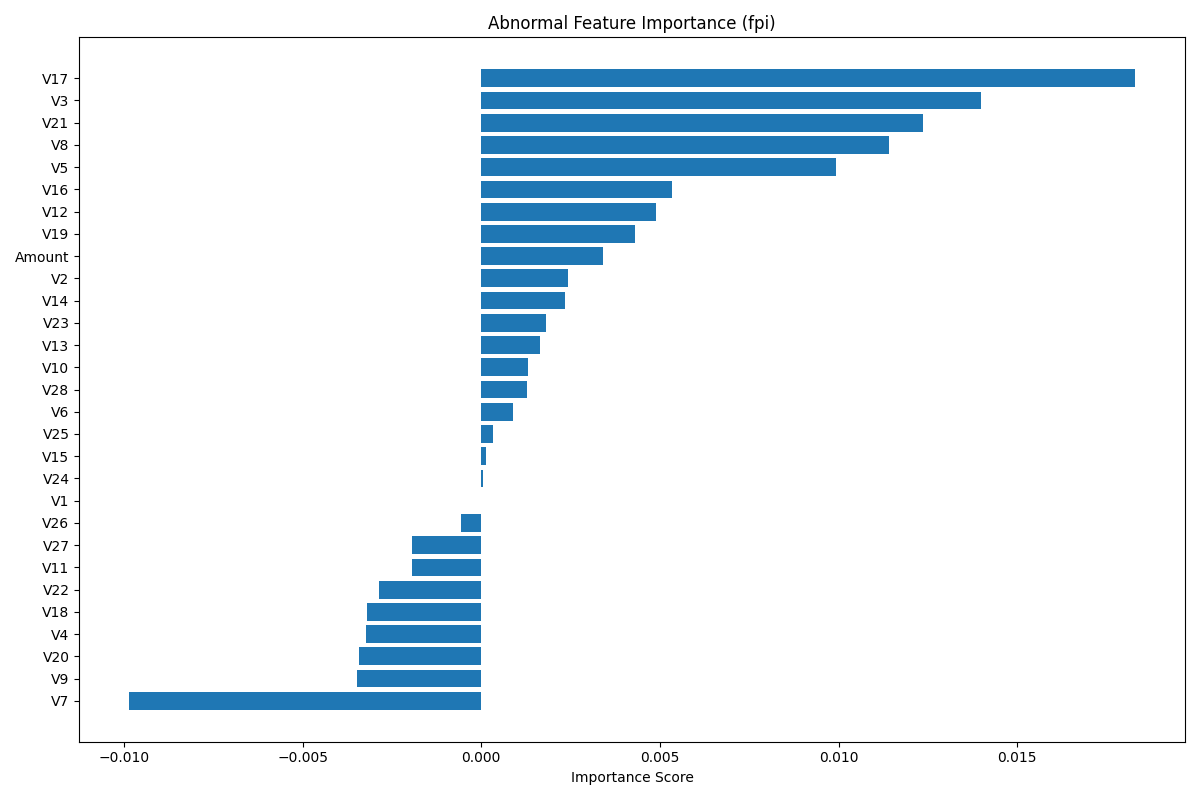 Abnormal Feature Importance (fpi)
V17
V3
V21
V8
V5
V16
V12
V19
Amount
V2
V14
V23
V13
V10
V28
V6
V25
V15
V24
V1
V26
V27
V11
V22
V18
V4
V20
V9
V7
−0.010 −0.005 0.000 0.005 0.010 0.015
Importance Score